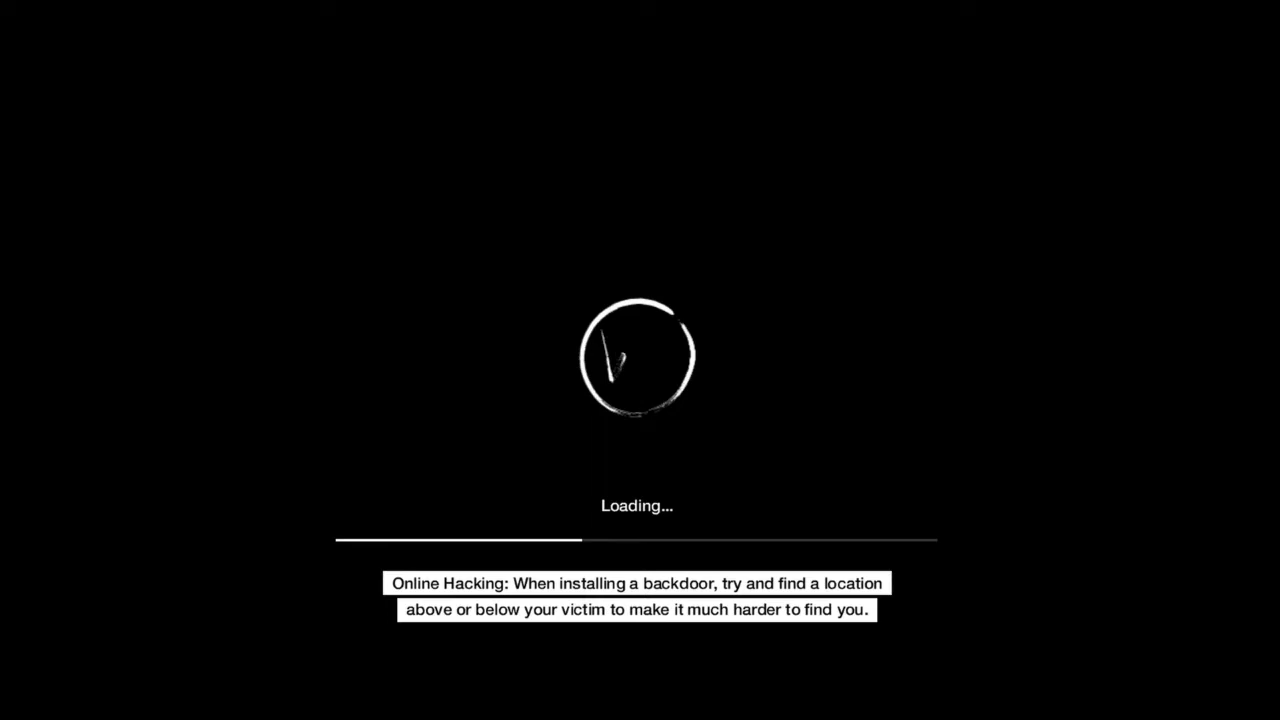 Loading...
Online Hacking: When installing a backdoor, try and find a location
above or below your victim to make it much harder to find you.